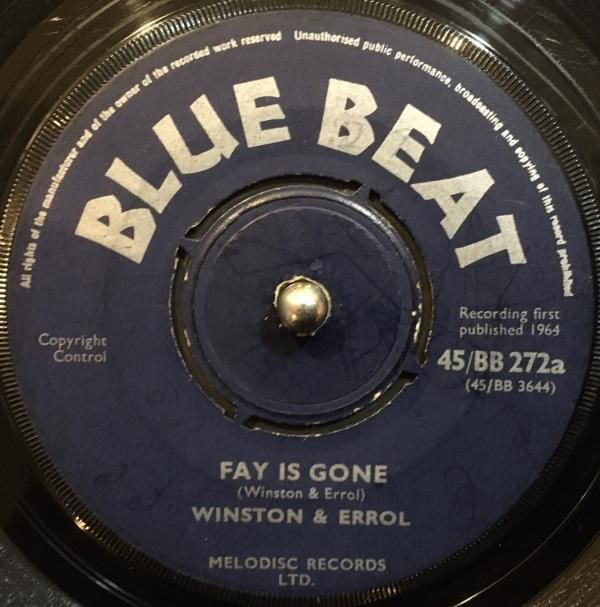 All rights of the manufacturer and of the owner of the recorded work reserved Unauthorised public performance, broadcasting and copying of this record prohibited
BLUE BEAT
Copyright
Control
Recording first
published 1964
45/BB 272a
(45/BB 3644)
FAY IS GONE
(Winston & Errol)
WINSTON & ERROL
MELODISC RECORDS
LTD.